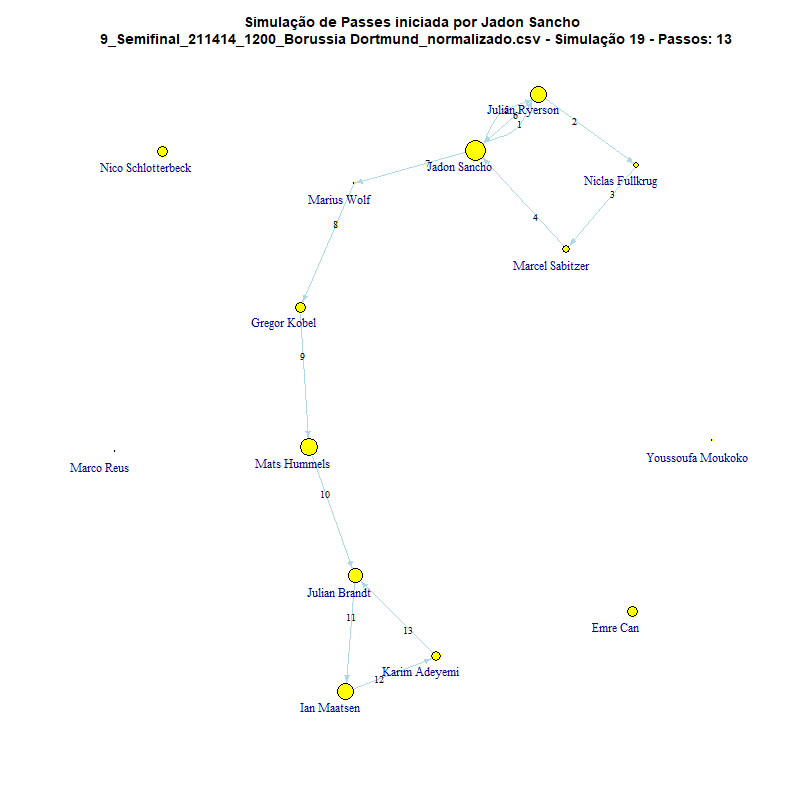 Simulação de Passes iniciada por Jadon Sancho
9_Semifinal_211414_1200_Borussia Dortmund_normalizado.csv - Simulação 19 - Passos: 13
Julian Ryerson
6
1
2
Nico Schlotterbeck
7
Jadon Sancho
Niclas Fullkrug
3
Marius Wolf
4
8
Marcel Sabitzer
Gregor Kobel
9
Mats Hummels
Marco Reus
Youssoufa Moukoko
10
Julian Brandt
11
13
Emre Can
Karim Adeyemi
12
Ian Maatsen